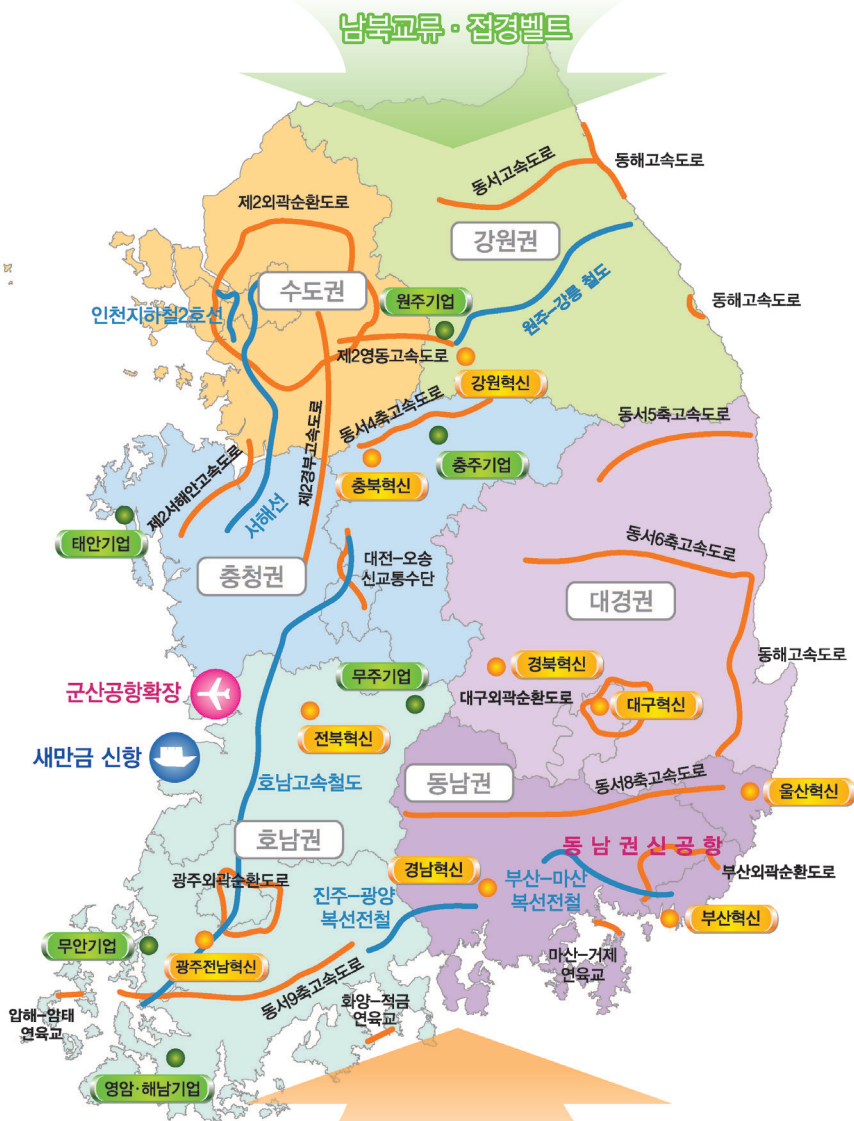 남북교류·접경벨트
동서고속도로
동해고속도로
제2외곽순환도로
강원권
수도권
원주기업
인천지하철2호선
원주-강릉 철도
동해고속도로
제2영동고속도로
강원혁신
동서4축고속도로
동서5축고속도로
제2경부고속도로
충주기업
충북혁신
제2서해안고속도로
서해선
태안기업
대전-오송
신교통수단
동서6축고속도로
충청권
대경권
동해고속도로
경북혁신
무주기업
군산공항확장
대구외곽순환도로
대구혁신
전북혁신
새만금 신항
호남고속철도
동남권
동서8축고속도로
울산혁신
호남권
동남권신공항
경남혁신
부산외곽순환도로
광주외곽순환도로
진주-광양
복선전철
부산-마산
복선전철
부산혁신
무안기업
광주전남혁신
마산-거제
연육교
동서9축고속도로
화양-적금
연육교
압해-암태
연육교
영암·해남기업